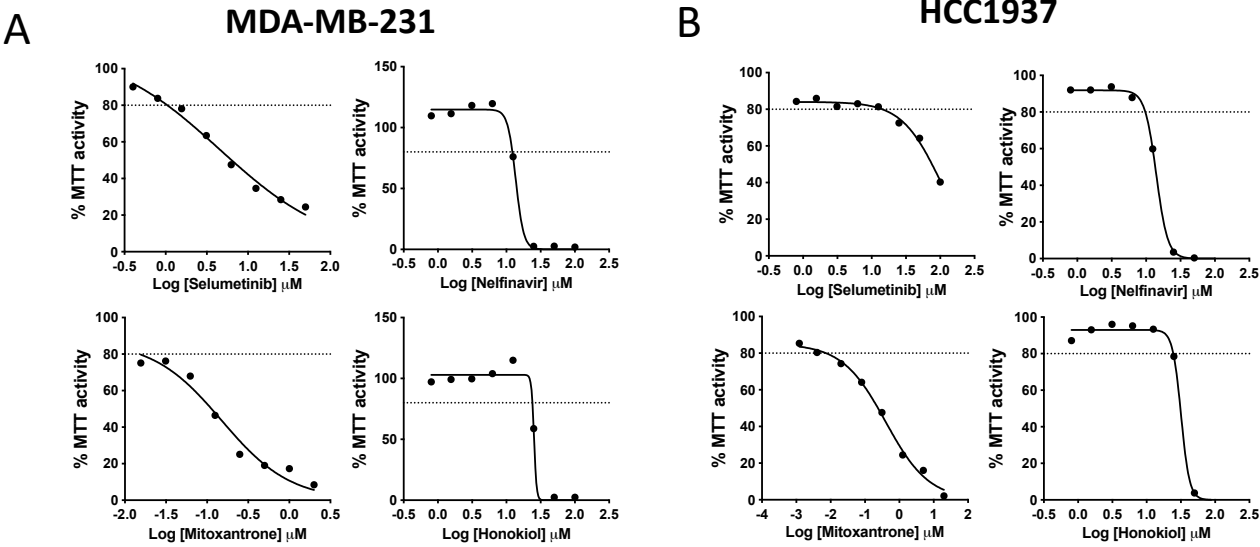 A
MDA-MB-231
B
HCC1937
% MTT activity
100
80
60
40
20
0
-0.5 0.0 0.5 1.0 1.5 2.0
Log [Selumetinib] μM
% MTT activity
150
100
50
0
-0.5 0.0 0.5 1.0 1.5 2.0 2.5
Log [Nelfinavir] μM
% MTT activity
100
80
60
40
20
0
-0.5 0.0 0.5 1.0 1.5 2.0 2.5
Log [Selumetinib] μM
% MTT activity
100
80
60
40
20
0
-0.5 0.0 0.5 1.0 1.5 2.0 2.5
Log [Nelfinavir] μM
% MTT activity
100
80
60
40
20
0
-2.0 -1.5 -1.0 -0.5 0.0 0.5
Log [Mitoxantrone] μM
% MTT activity
150
100
50
0
-0.5 0.0 0.5 1.0 1.5 2.0 2.5
Log [Honokiol] μM
% MTT activity
100
80
60
40
20
0
-4 -3 -2 -1 0 1 2
Log [Mitoxantrone] μM
% MTT activity
100
80
60
40
20
0
-0.5 0.0 0.5 1.0 1.5 2.0 2.5
Log [Honokiol] μM